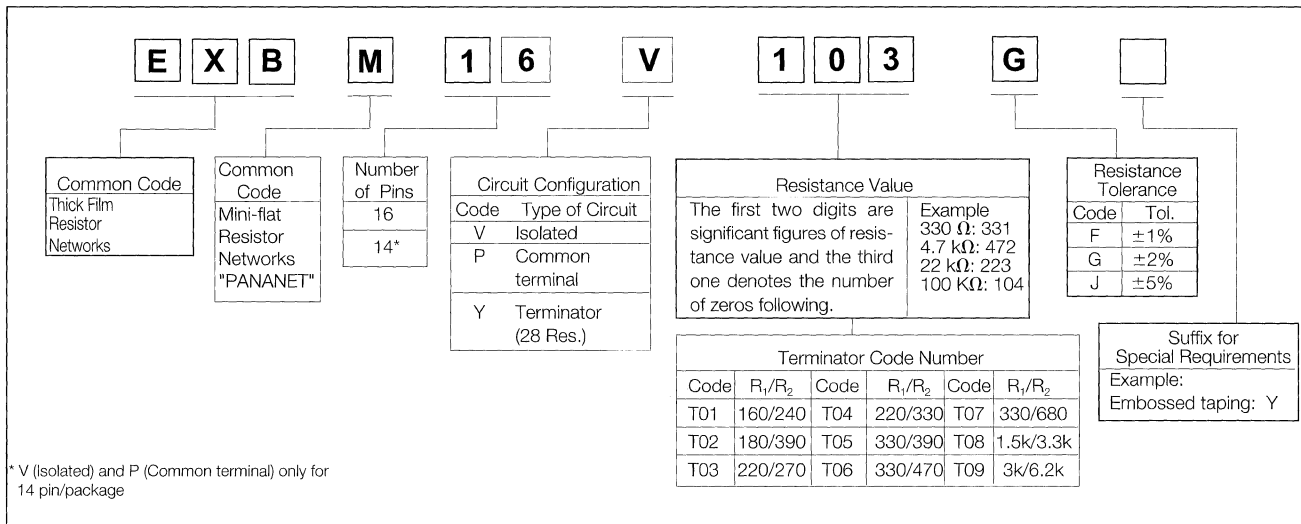 E X B M 1 6 V 1 0 3 G
Common Code
Thick Film
Resistor
Networks
Common
Code
Mini-flat
Resistor
Networks
"PANANET"
Number
of Pins
16
14*
Circuit Configuration
Code Type of Circuit
V Isolated
P Common
terminal
Y Terminator
(28 Res.)
Resistance Value
The first two digits are
significant figures of resis-
tance value and the third
one denotes the number
of zeros following.
Example
330 Ω: 331
4.7 kΩ: 472
22 kΩ: 223
100 KΩ: 104
Terminator Code Number
Code R₁/R₂ Code R₁/R₂ Code R₁/R₂
T01 160/240 T04 220/330 T07 330/680
T02 180/390 T05 330/390 T08 1.5k/3.3k
T03 220/270 T06 330/470 T09 3k/6.2k
Resistance
Tolerance
Code Tol.
F ±1%
G ±2%
J ±5%
Suffix for
Special Requirements
Example:
Embossed taping: Y
* V (Isolated) and P (Common terminal) only for
14 pin/package